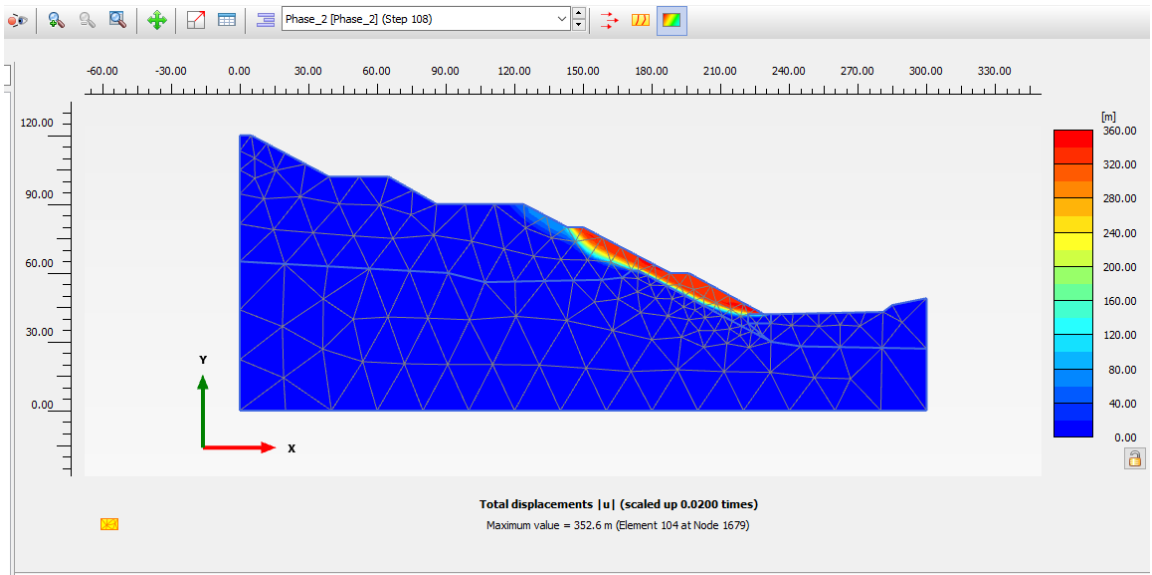 Phase_2 [Phase_2] (Step 108)
-60.00 -30.00 0.00 30.00 60.00 90.00 120.00 150.00 180.00 210.00 240.00 270.00 300.00 330.00
[m]
120.00
90.00
60.00
30.00
0.00
360.00
320.00
280.00
240.00
200.00
160.00
120.00
80.00
40.00
0.00
Y
X
Total displacements |u| (scaled up 0.0200 times)
Maximum value = 352.6 m (Element 104 at Node 1679)